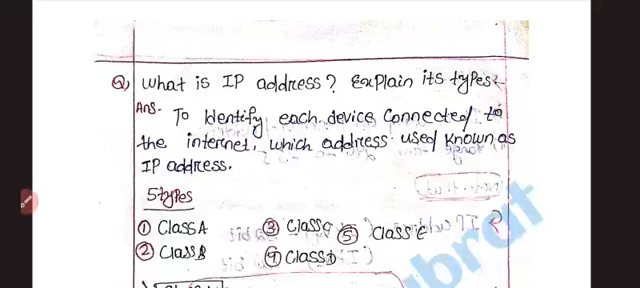 Q) What is IP address? Explain its types:-
Ans- To Identify each device connected to
the internet, which address used known as
IP address.
5 types
① Class A
③ Class C
⑤ Class E
② Class B
④ Class D